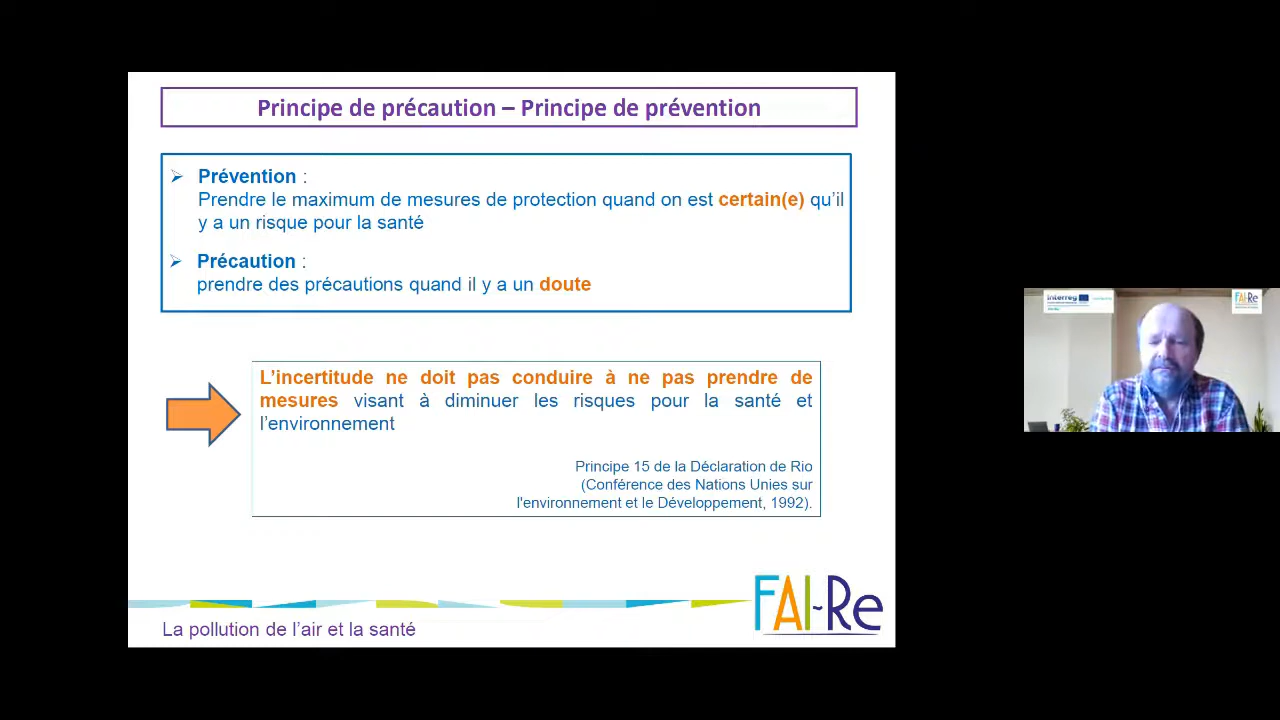 Principe de précaution – Principe de prévention
Prévention :
Prendre le maximum de mesures de protection quand on est certain(e) qu'il
y a un risque pour la santé
Précaution :
prendre des précautions quand il y a un doute
L'incertitude ne doit pas conduire à ne pas prendre de
mesures visant à diminuer les risques pour la santé et
l'environnement
Principe 15 de la Déclaration de Rio
(Conférence des Nations Unies sur
l'environnement et le Développement, 1992).
La pollution de l'air et la santé
FAI~Re
Interreg
FAI-Re